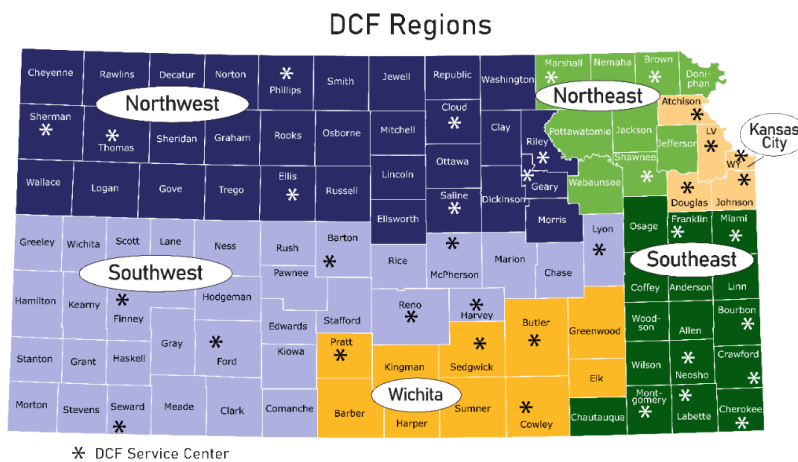 DCF Regions
Cheyenne Rawlins Decatur Norton Phillips Smith Jewell Republic Washington Marshall Nemaha Brown Doni-
phan
Northwest
Northeast
Atchison
Sherman Thomas Sheridan Graham Rooks Osborne Mitchell Cloud Clay Riley Pottawatomie Jackson Jefferson LV
Kansas
City
WY
Ottawa
Shawnee
Wallace Logan Gove Trego Ellis Russell Lincoln Saline Dickinson Geary Wabaunsee Douglas Johnson
Ellsworth Morris
Greeley Wichita Scott Lane Ness Rush Barton Rice McPherson Marion Chase Lyon Osage Franklin Miami
Pawnee
Southwest
Southeast
Hamilton Kearny Finney Hodgeman Edwards Stafford Reno Harvey Butler Greenwood Coffey Anderson Linn
Gray Ford Pratt Kingman Sedgwick Wood-
son Allen Bourbon
Stanton Grant Haskell Kiowa Elk Wilson Neosho Crawford
Wichita
Morton Stevens Seward Meade Clark Comanche Barber Harper Sumner Cowley Chautauqua Mont-
gomery Labette Cherokee
* DCF Service Center